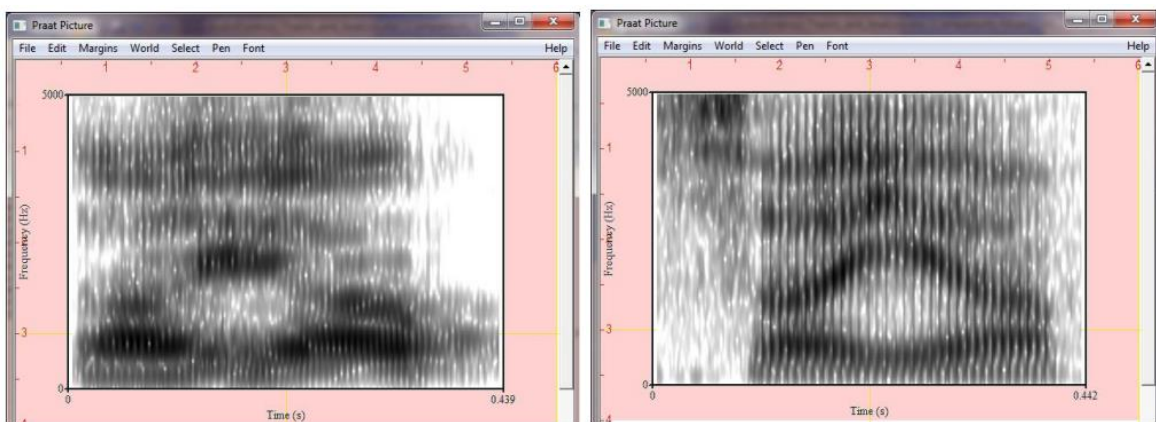 Praat Picture
File Edit Margins World Select Pen Font Help
1 2 3 4 5 6
5000
1
Frequency (Hz)
3
0
0 0.439
Time (s)
4
Praat Picture
File Edit Margins World Select Pen Font Help
1 2 3 4 5 6
5000
1
Frequency (Hz)
3
0
0 0.442
Time (s)
4